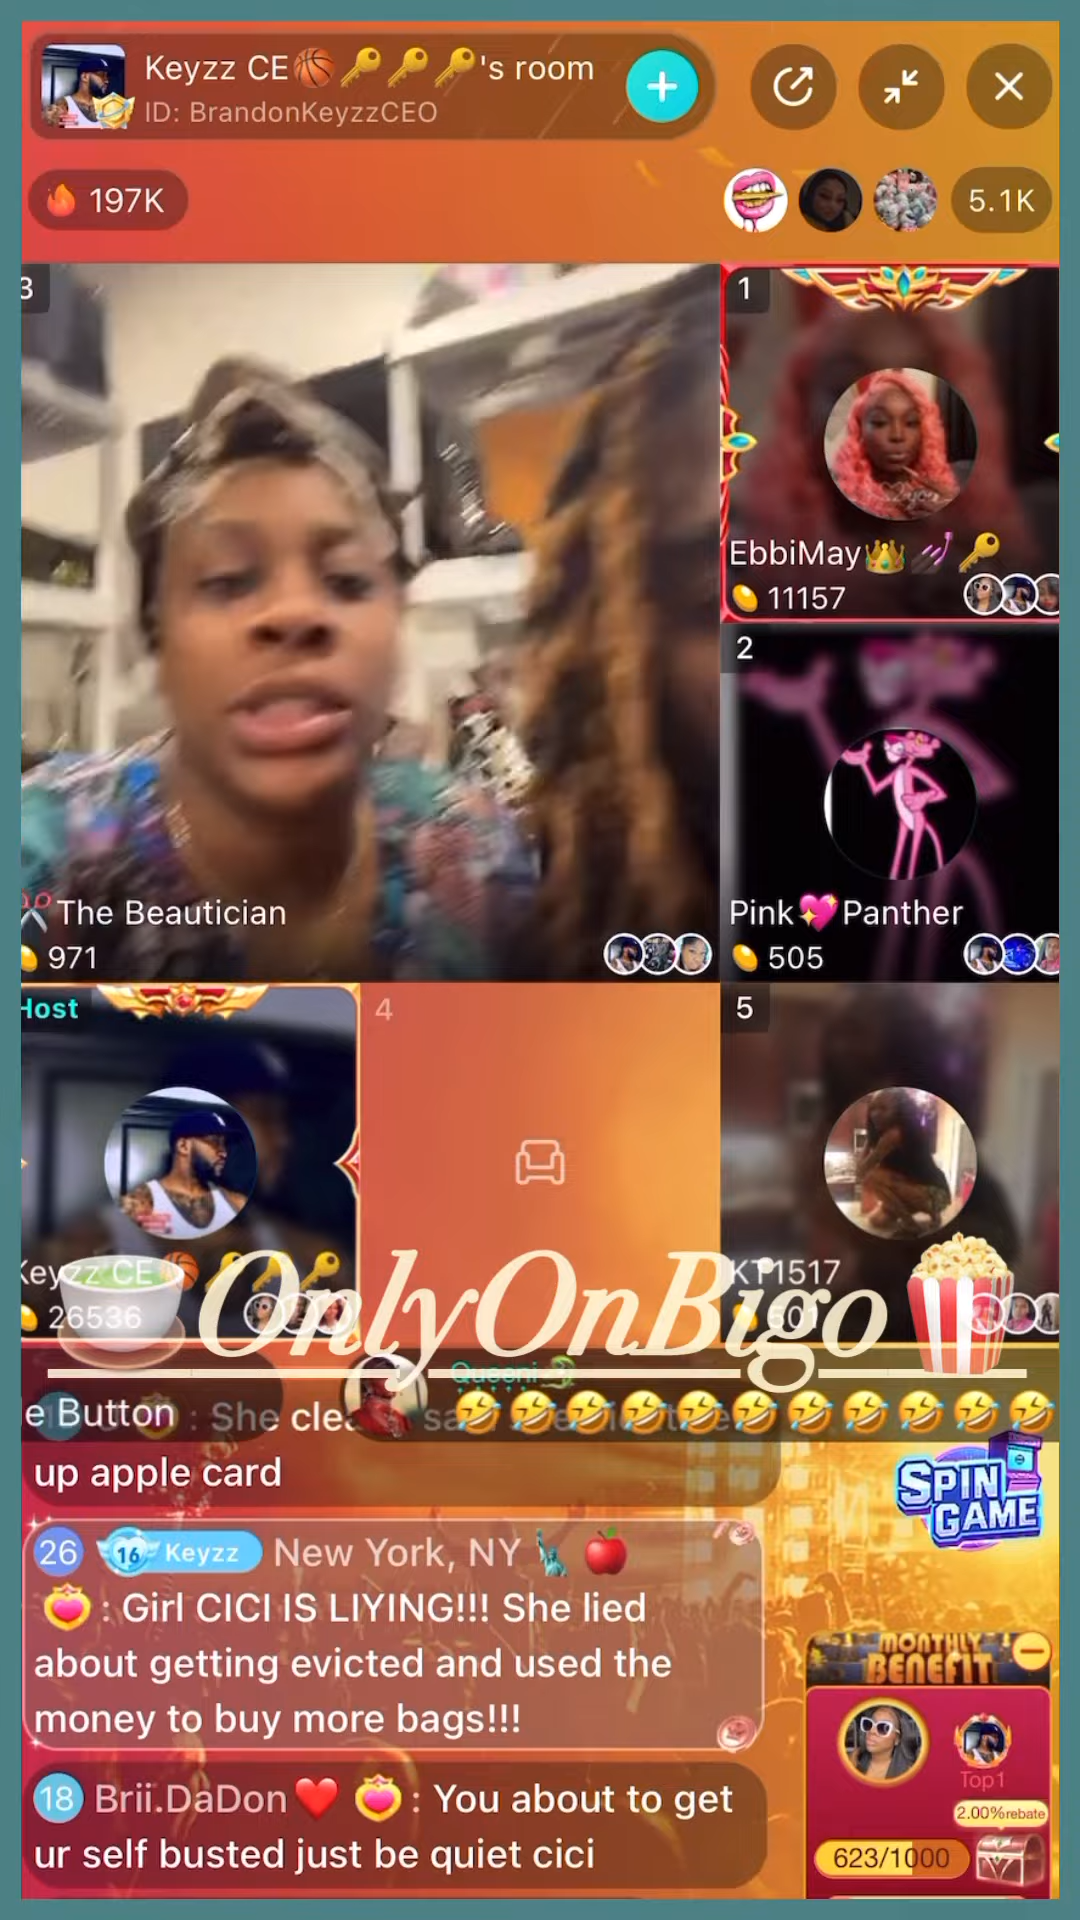 Keyzz CE🏀🔑🔑🔑's room
ID: BrandonKeyzzCEO
🔥 197K
5.1K
3
The Beautician
971
1
EbbiMay👑💅🏿🔑
11157
2
Pink💖Panther
505
Host
Keyzz CE🏀🔑🔑🔑
26536
4
5
KT1517
501
OnlyOnBigo
Queeni
🤣🤣🤣🤣🤣🤣🤣🤣🤣🤣🤣
e Button
: She
up apple card
26 16 Keyzz New York, NY 🗽 🍎
: Girl CICI IS LIYING!!! She lied
about getting evicted and used the
money to buy more bags!!!
18 Brii.DaDon❤️ : You about to get
ur self busted just be quiet cici
SPIN
GAME
MONTHLY
BENEFIT
Top1
2.00%rebate
623/1000